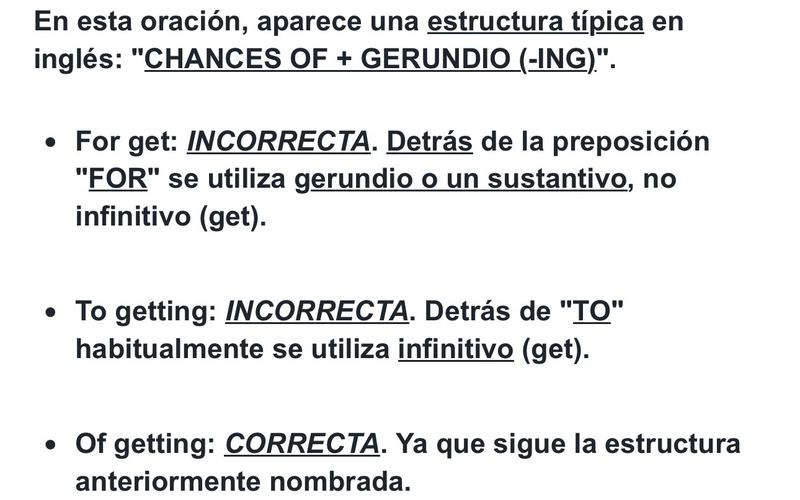 En esta oración, aparece una estructura típica en
inglés: "CHANCES OF + GERUNDIO (-ING)".
• For get: INCORRECTA. Detrás de la preposición
"FOR" se utiliza gerundio o un sustantivo, no
infinitivo (get).
• To getting: INCORRECTA. Detrás de "TO"
habitualmente se utiliza infinitivo (get).
• Of getting: CORRECTA. Ya que sigue la estructura
anteriormente nombrada.